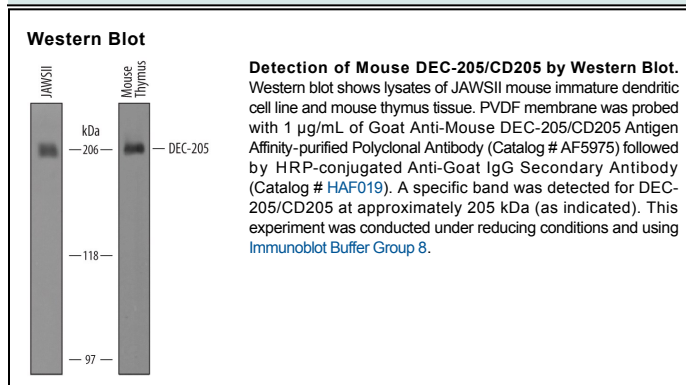 Western Blot
JAWSII
Mouse
Thymus
kDa
— 206 —
— DEC-205
— 118 —
— 97 —
Detection of Mouse DEC-205/CD205 by Western Blot.
Western blot shows lysates of JAWSII mouse immature dendritic
cell line and mouse thymus tissue. PVDF membrane was probed
with 1 µg/mL of Goat Anti-Mouse DEC-205/CD205 Antigen
Affinity-purified Polyclonal Antibody (Catalog # AF5975) followed
by HRP-conjugated Anti-Goat IgG Secondary Antibody
(Catalog # HAF019). A specific band was detected for DEC-
205/CD205 at approximately 205 kDa (as indicated). This
experiment was conducted under reducing conditions and using
Immunoblot Buffer Group 8.